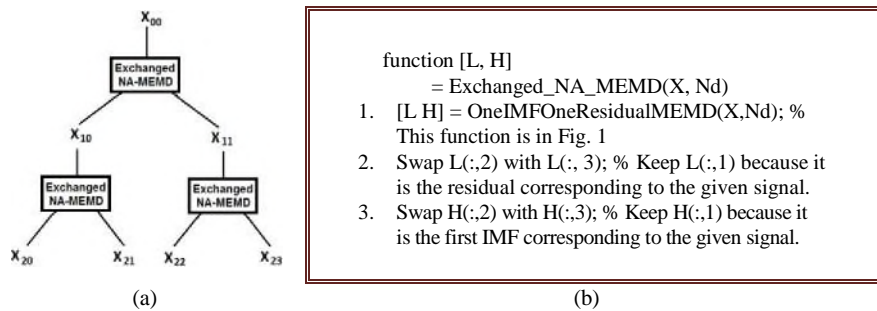 X00
Exchanged
NA-MEMD
X10 X11
Exchanged
NA-MEMD
Exchanged
NA-MEMD
X20 X21 X22 X23
(a)
function [L, H]
= Exchanged_NA_MEMD(X, Nd)
1. [L H] = OneIMFOneResidualMEMD(X,Nd); %
This function is in Fig. 1
2. Swap L(:,2) with L(:, 3); % Keep L(:,1) because it
is the residual corresponding to the given signal.
3. Swap H(:,2) with H(:,3); % Keep H(:,1) because it
is the first IMF corresponding to the given signal.
(b)